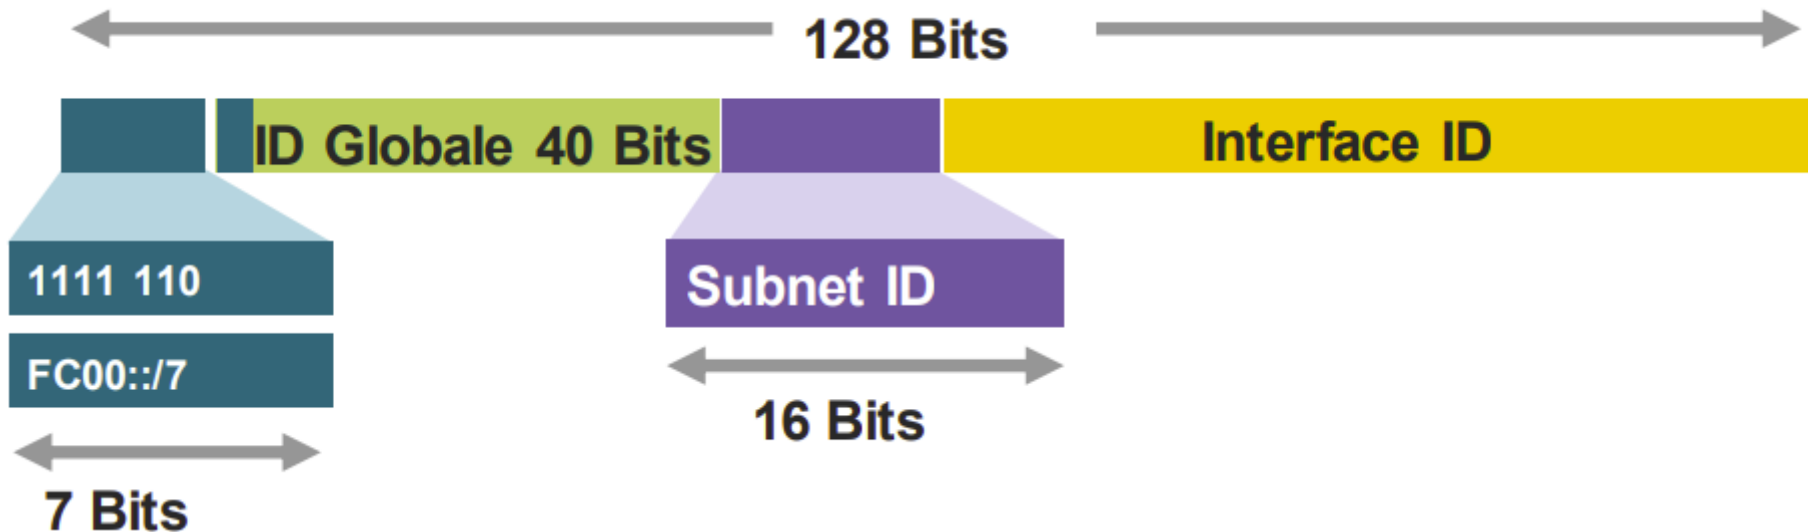 128 Bits
ID Globale 40 Bits
Interface ID
1111 110
Subnet ID
FC00::/7
16 Bits
7 Bits